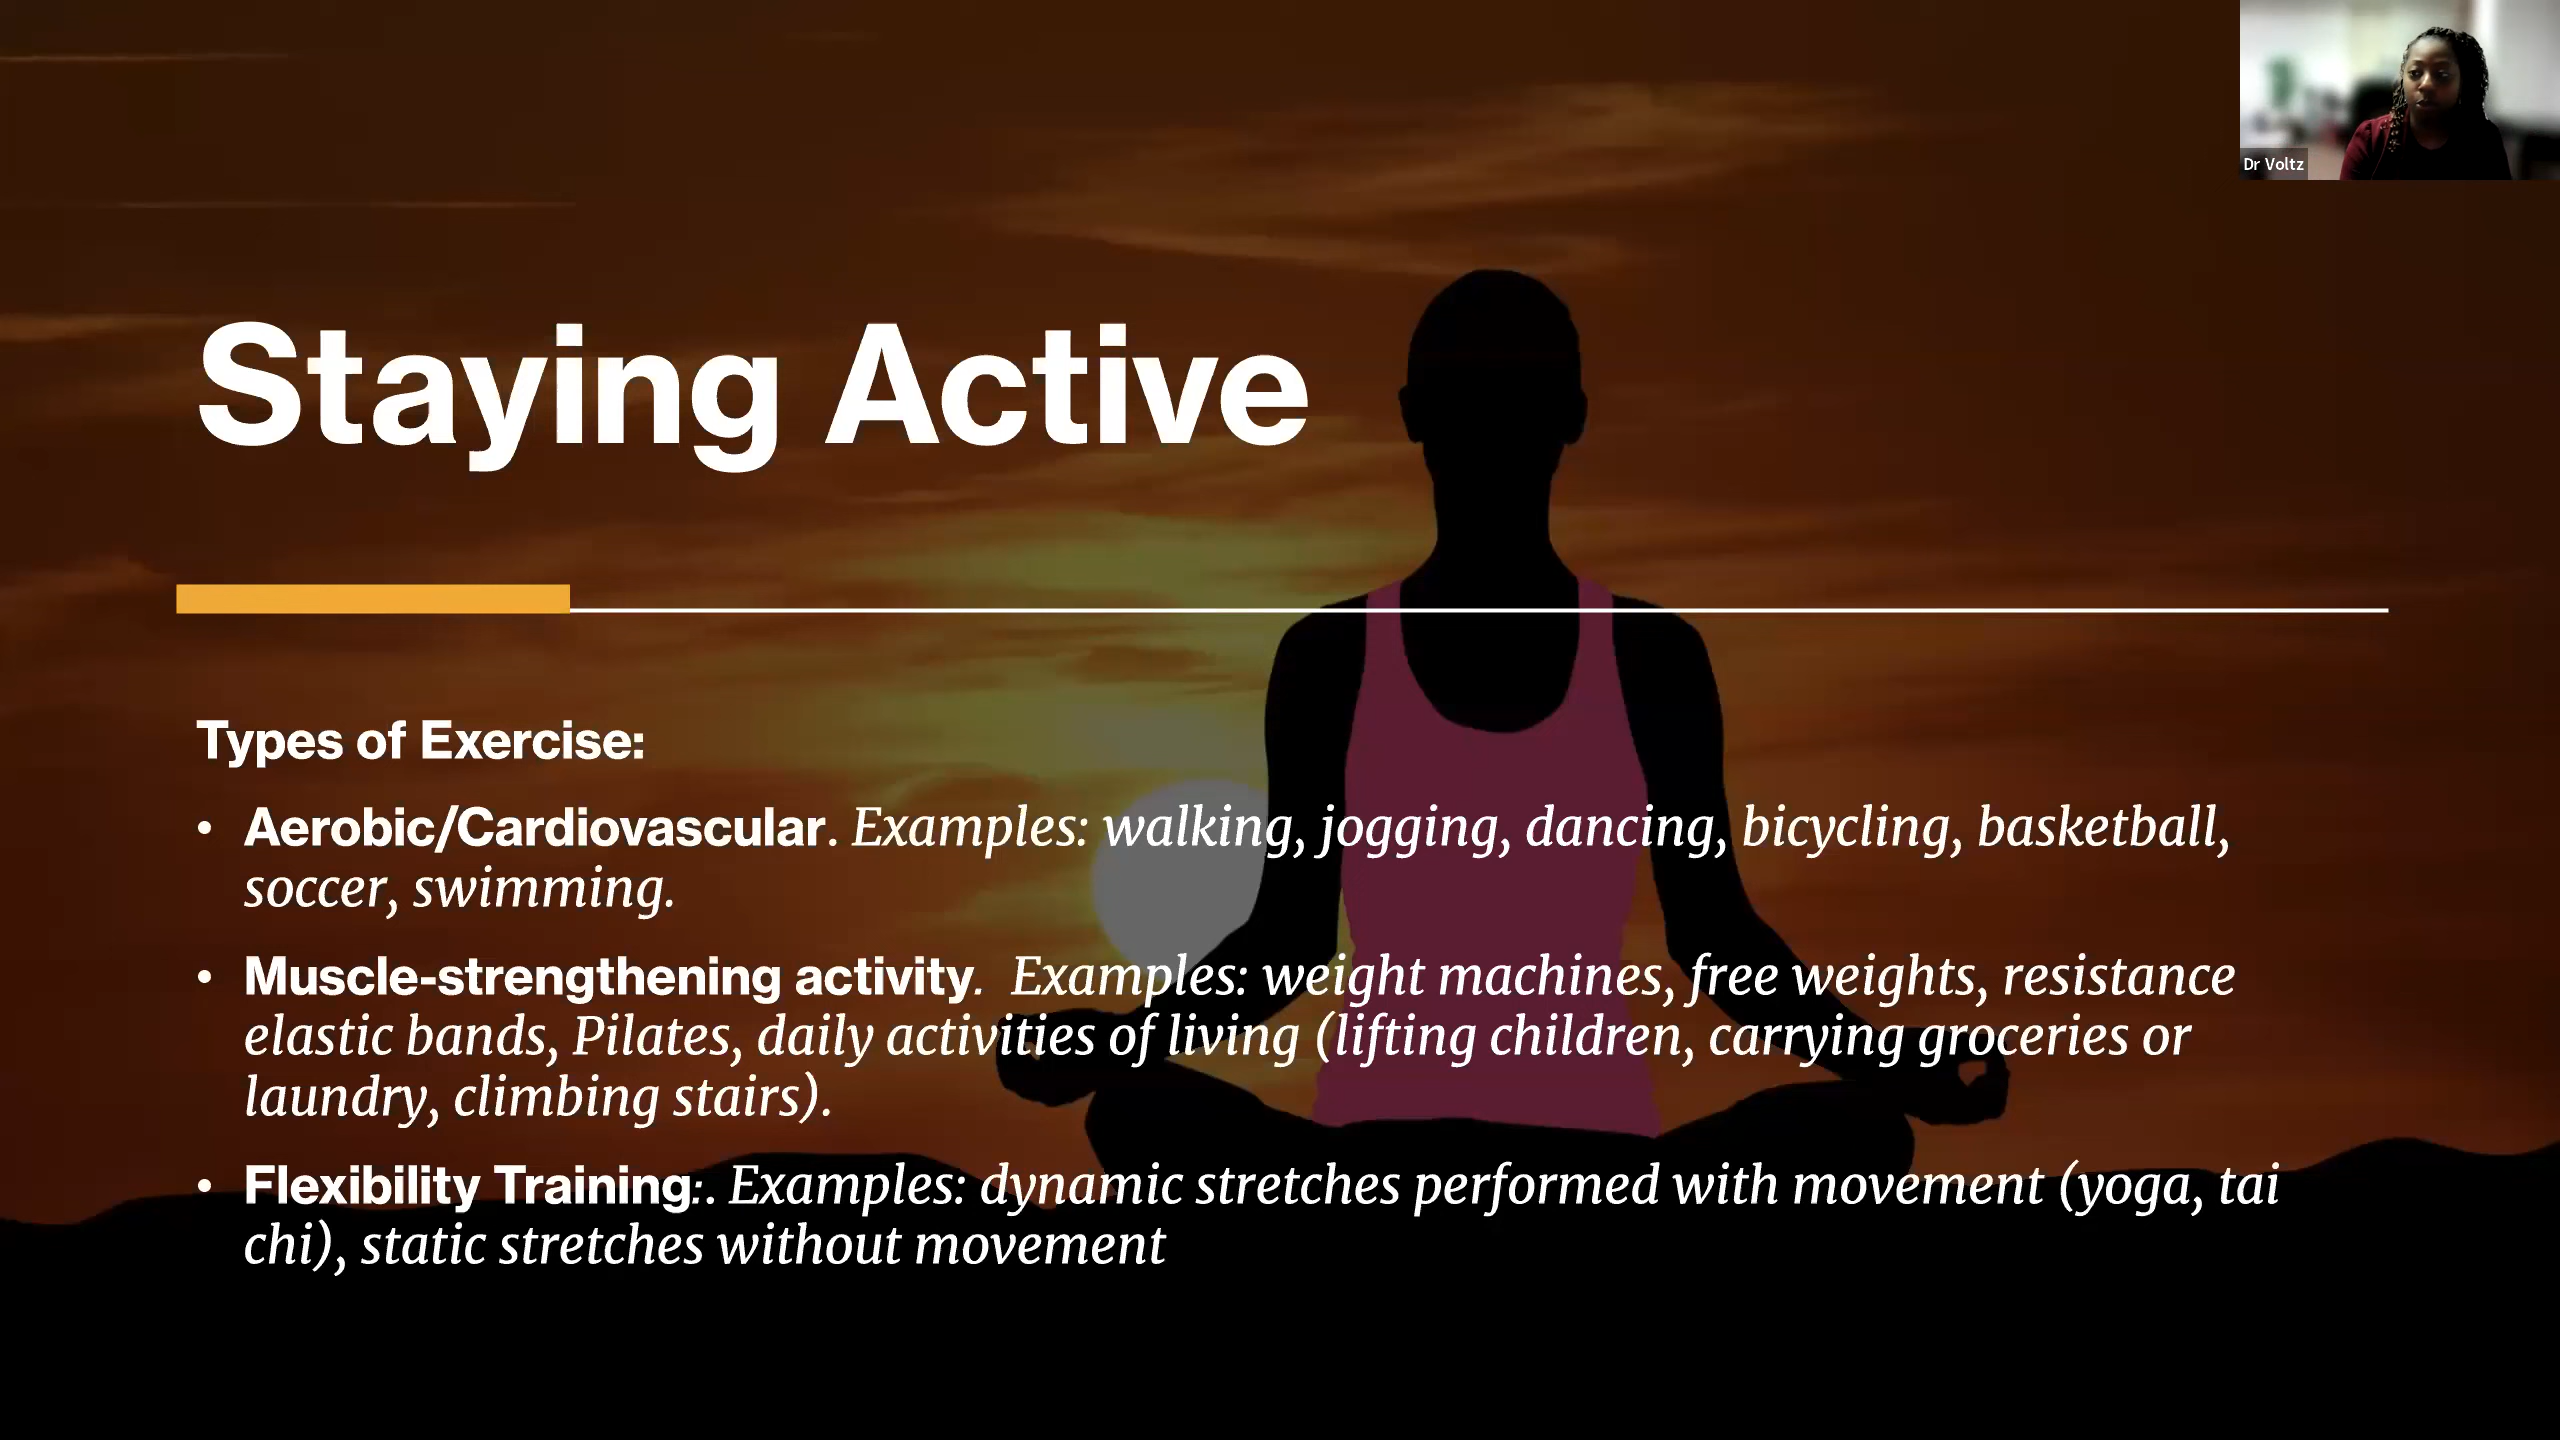 Dr Voltz
Staying Active
Types of Exercise:
• Aerobic/Cardiovascular. Examples: walking, jogging, dancing, bicycling, basketball,
soccer, swimming.
• Muscle-strengthening activity.  Examples: weight machines, free weights, resistance
elastic bands, Pilates, daily activities of living (lifting children, carrying groceries or
laundry, climbing stairs).
• Flexibility Training:. Examples: dynamic stretches performed with movement (yoga, tai
chi), static stretches without movement